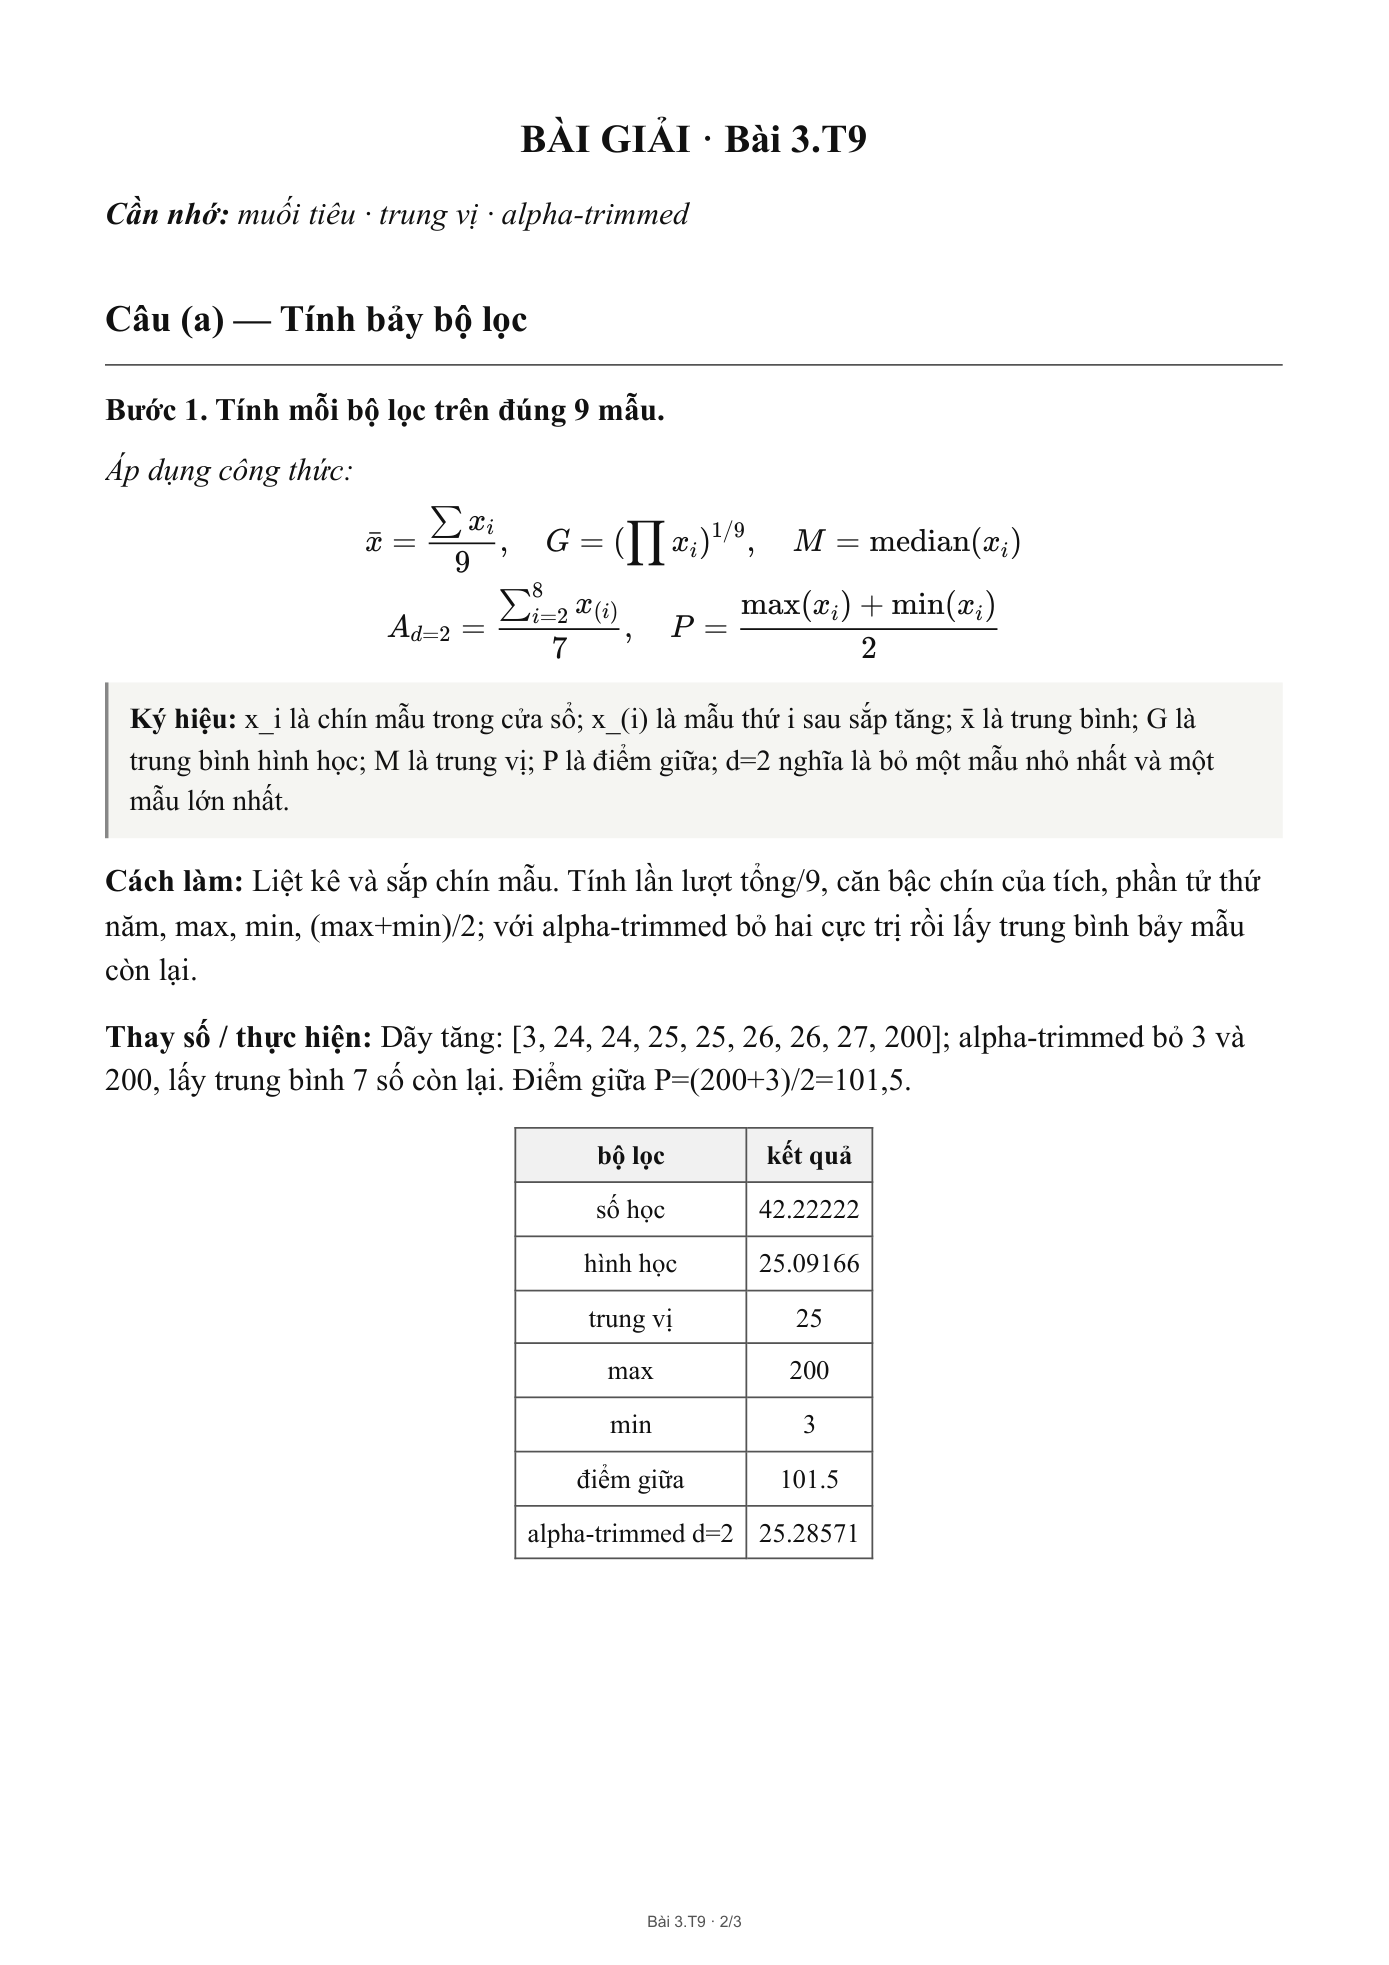 BÀI GIẢI · Bài 3.T9
Cần nhớ: muối tiêu · trung vị · alpha-trimmed
Câu (a) — Tính bảy bộ lọc
Bước 1. Tính mỗi bộ lọc trên đúng 9 mẫu.
Áp dụng công thức:
x̄ = ∑ x_i / 9, G = (∏ x_i)^{1/9}, M = median(x_i)
A_{d=2} = ∑_{i=2}^{8} x_{(i)} / 7, P = max(x_i) + min(x_i) / 2
Ký hiệu: x_i là chín mẫu trong cửa sổ; x_(i) là mẫu thứ i sau sắp tăng; x̄ là trung bình; G là
trung bình hình học; M là trung vị; P là điểm giữa; d=2 nghĩa là bỏ một mẫu nhỏ nhất và một
mẫu lớn nhất.
Cách làm: Liệt kê và sắp chín mẫu. Tính lần lượt tổng/9, căn bậc chín của tích, phần tử thứ
năm, max, min, (max+min)/2; với alpha-trimmed bỏ hai cực trị rồi lấy trung bình bảy mẫu
còn lại.
Thay số / thực hiện: Dãy tăng: [3, 24, 24, 25, 25, 26, 26, 27, 200]; alpha-trimmed bỏ 3 và
200, lấy trung bình 7 số còn lại. Điểm giữa P=(200+3)/2=101,5.
bộ lọc kết quả
số học 42.22222
hình học 25.09166
trung vị 25
max 200
min 3
điểm giữa 101.5
alpha-trimmed d=2 25.28571
Bài 3.T9 · 2/3